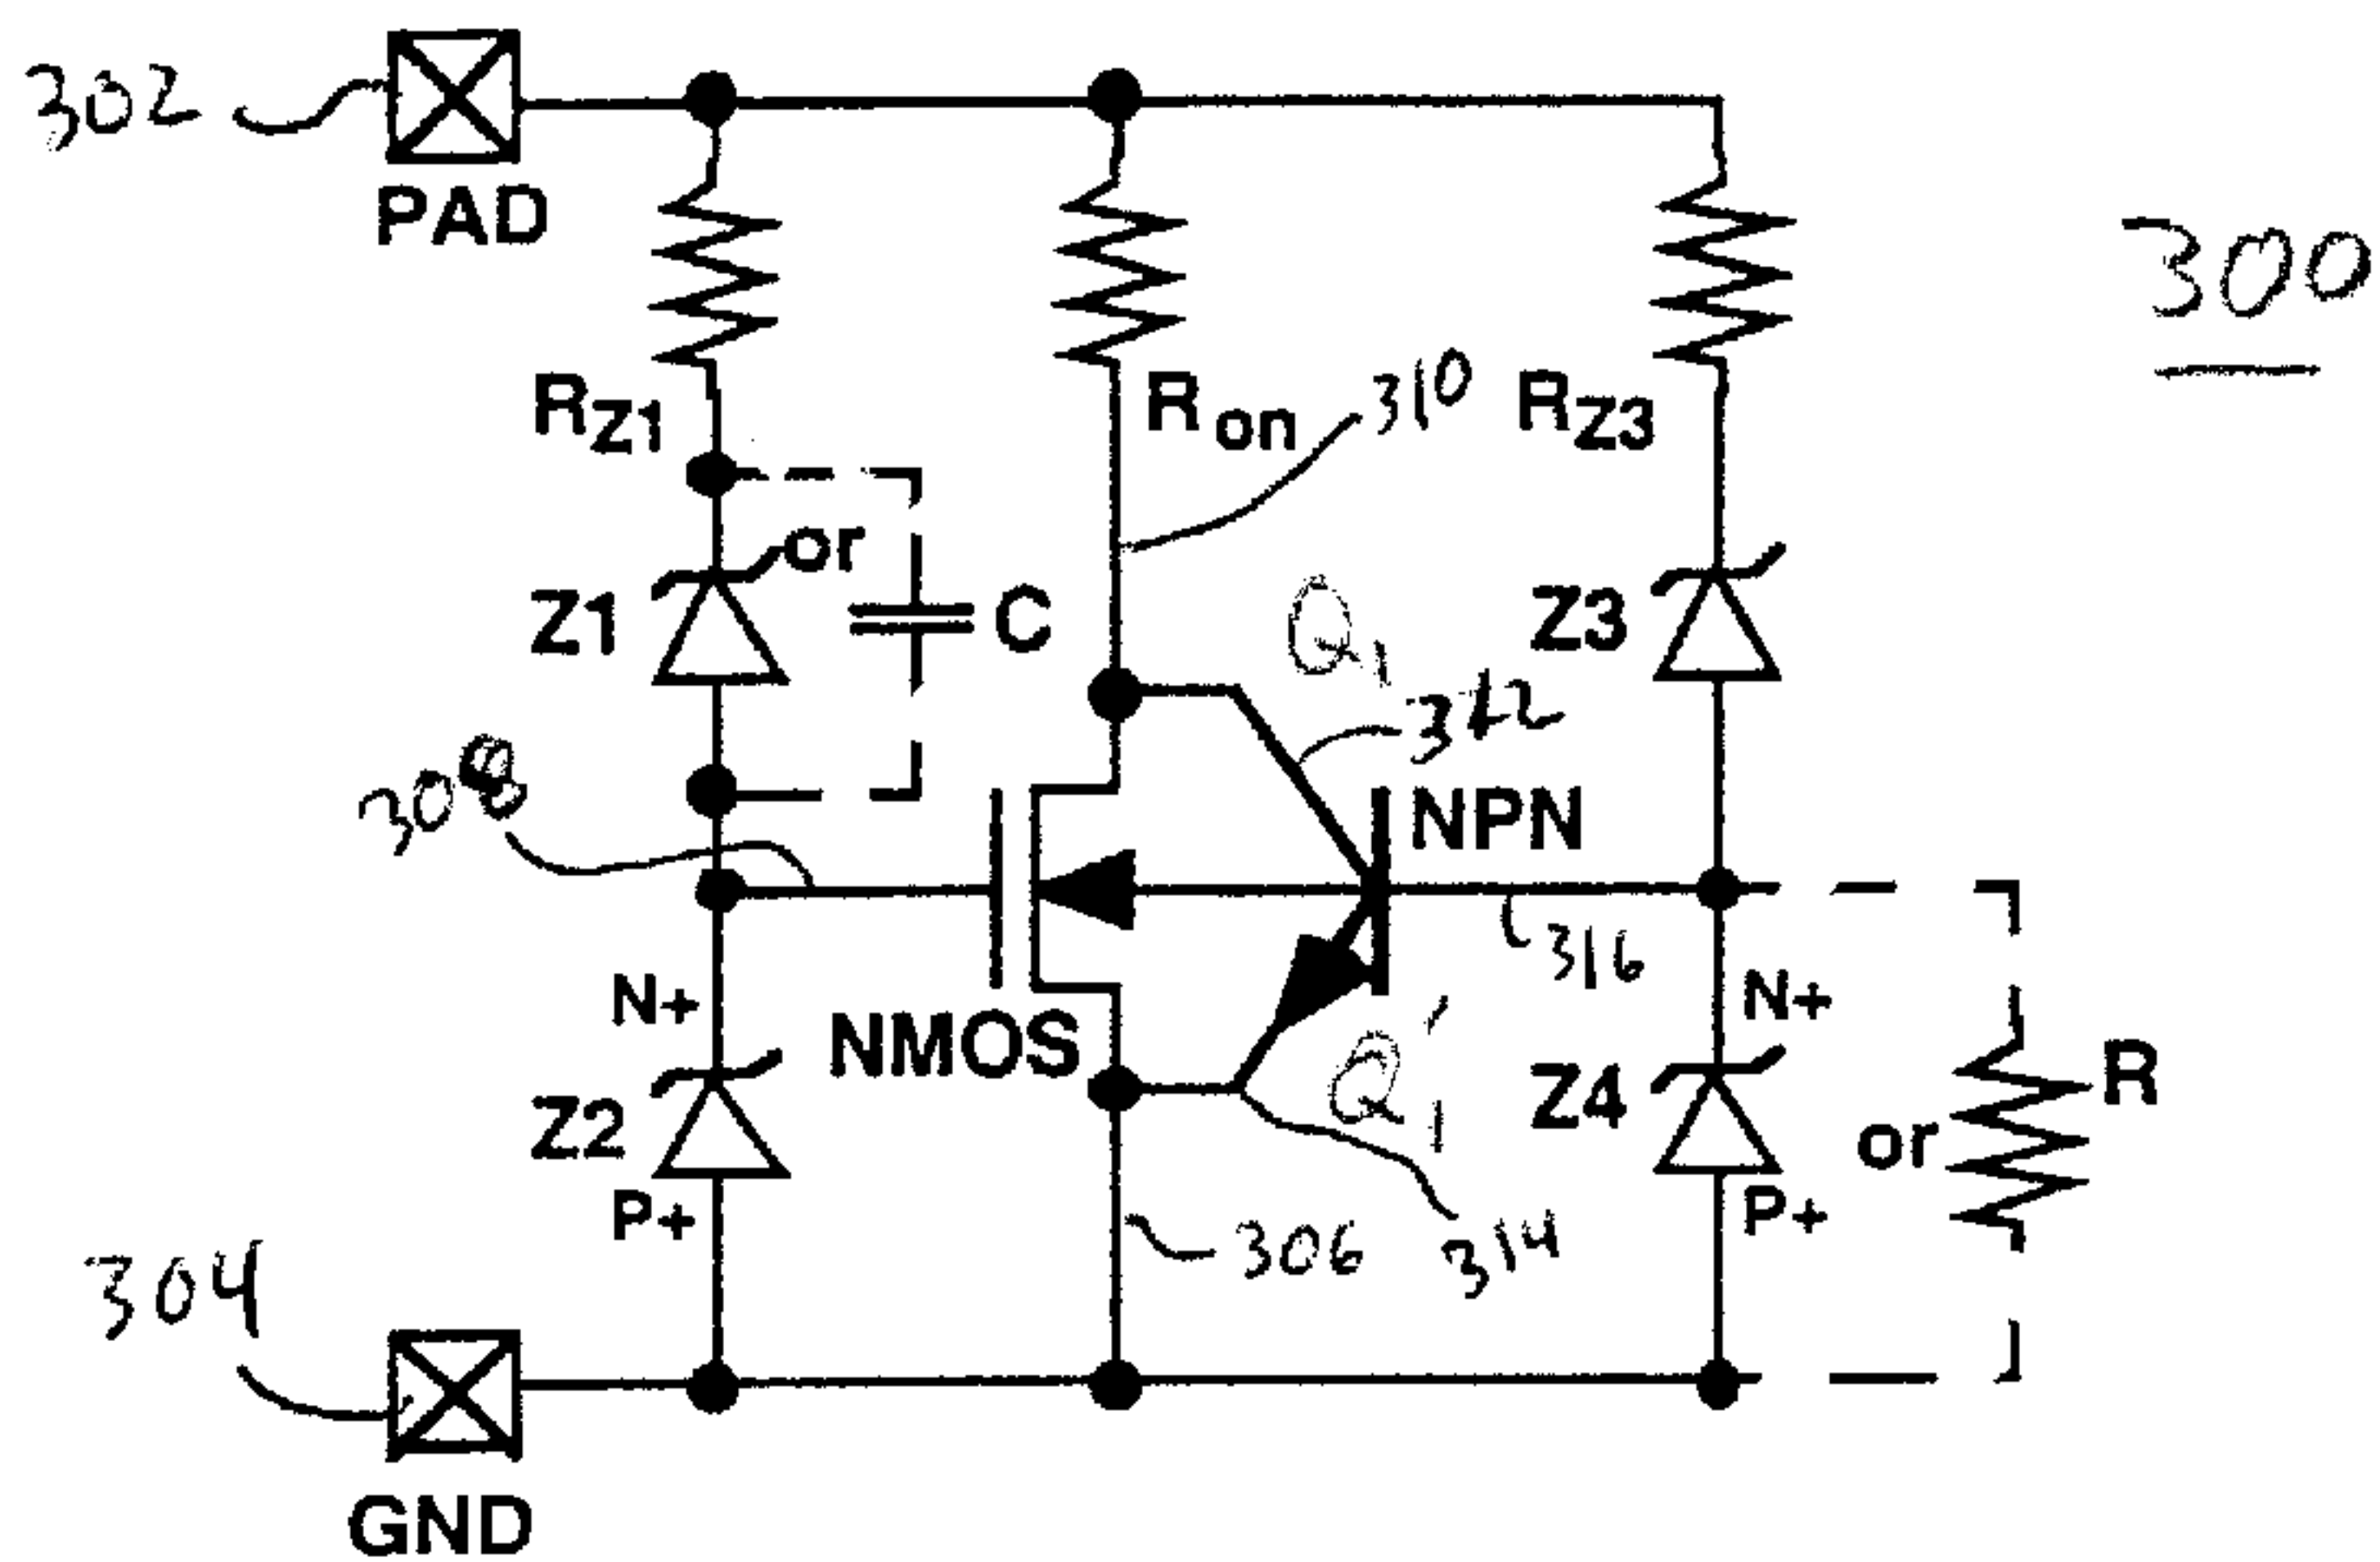 302
PAD
300
RZ1
Ron
310
RZ3
or
Z1
C
Q1
Z3
322
308
NPN
316
N+
N+
NMOS
Q1'
Z2
Z4
R
or
P+
P+
306
314
304
GND